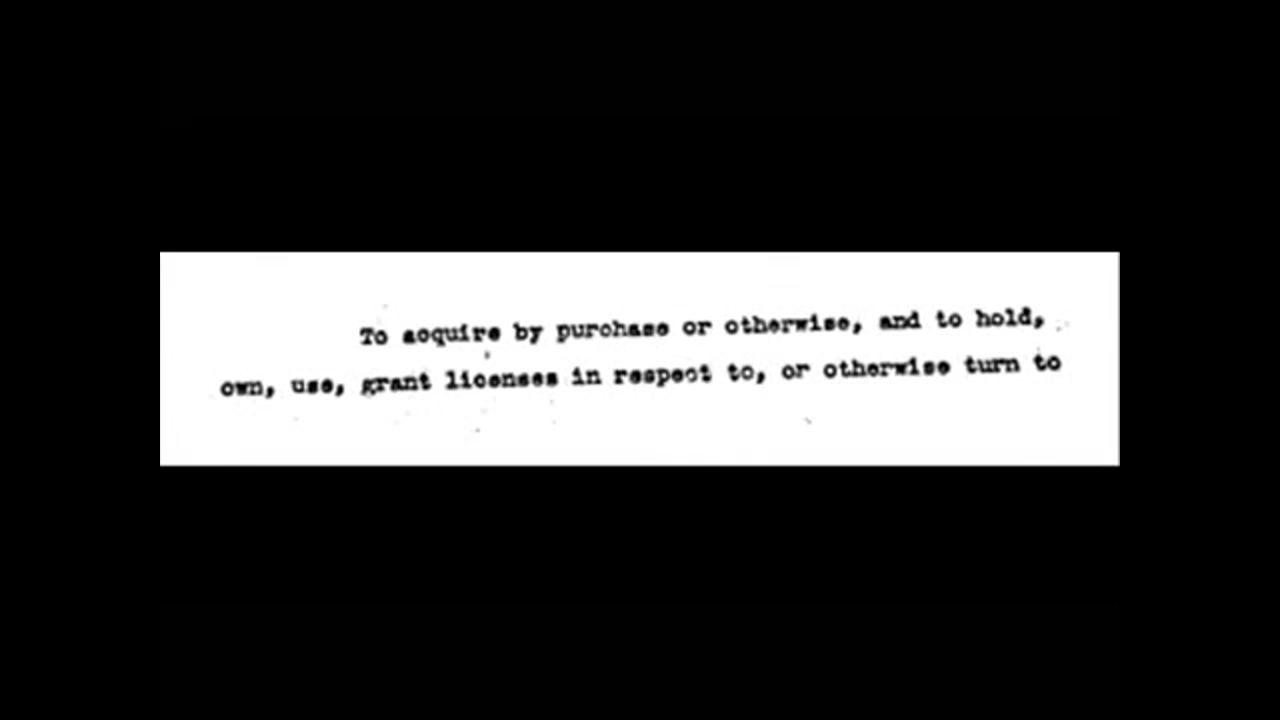 To acquire by purchase or otherwise, and to hold,
own, use, grant licenses in respect to, or otherwise turn to